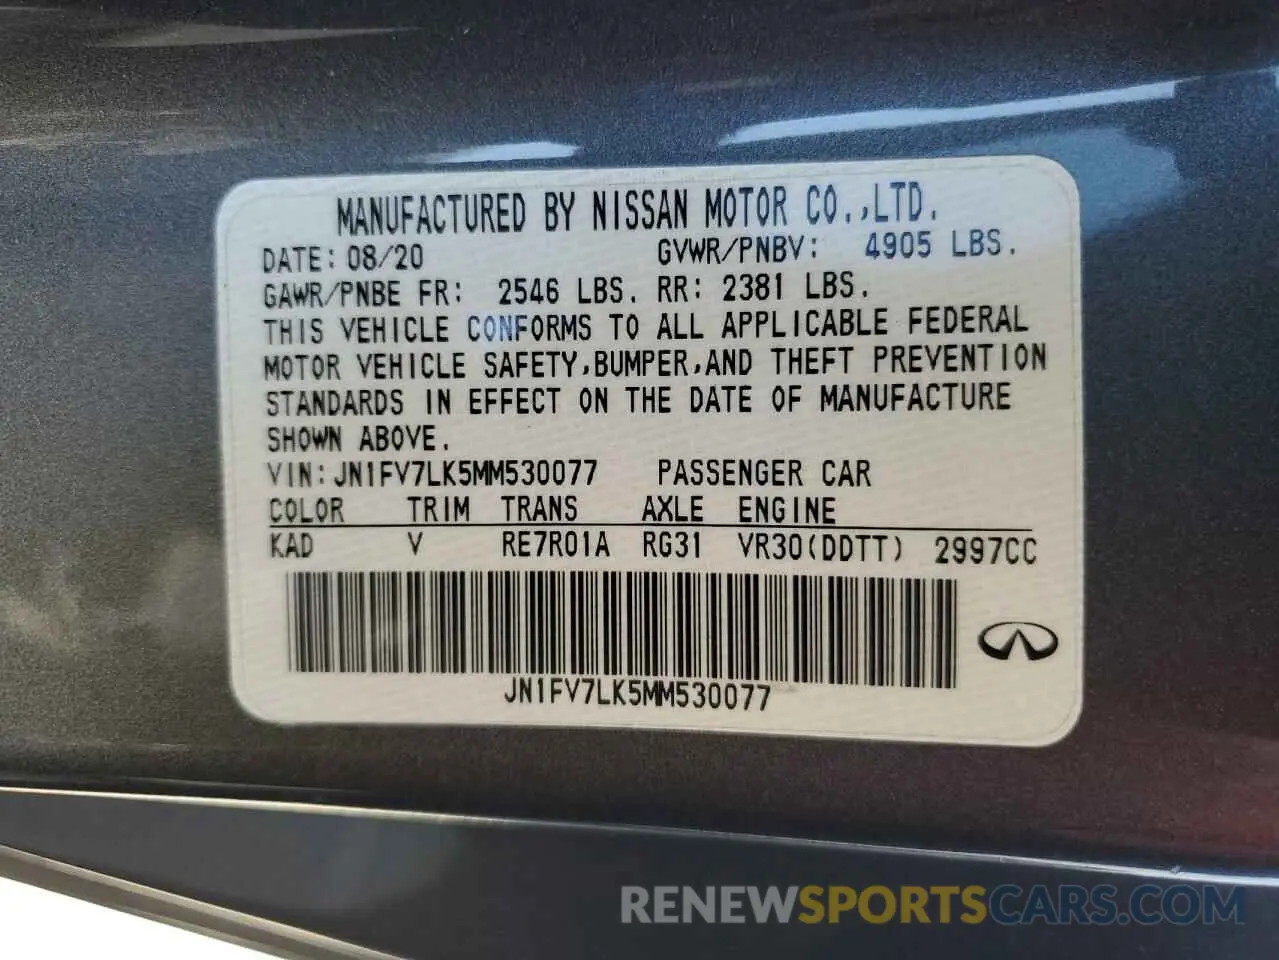 MANUFACTURED BY NISSAN MOTOR CO.,LTD.
DATE: 08/20 GVWR/PNBV: 4905 LBS.
GAWR/PNBE FR: 2546 LBS. RR: 2381 LBS.
THIS VEHICLE CONFORMS TO ALL APPLICABLE FEDERAL
MOTOR VEHICLE SAFETY,BUMPER,AND THEFT PREVENTION
STANDARDS IN EFFECT ON THE DATE OF MANUFACTURE
SHOWN ABOVE.
VIN: JN1FV7LK5MM530077 PASSENGER CAR
COLOR TRIM TRANS AXLE ENGINE
KAD V RE7R01A RG31 VR30(DDTT) 2997CC
JN1FV7LK5MM530077
RENEWSPORTSCARS.COM